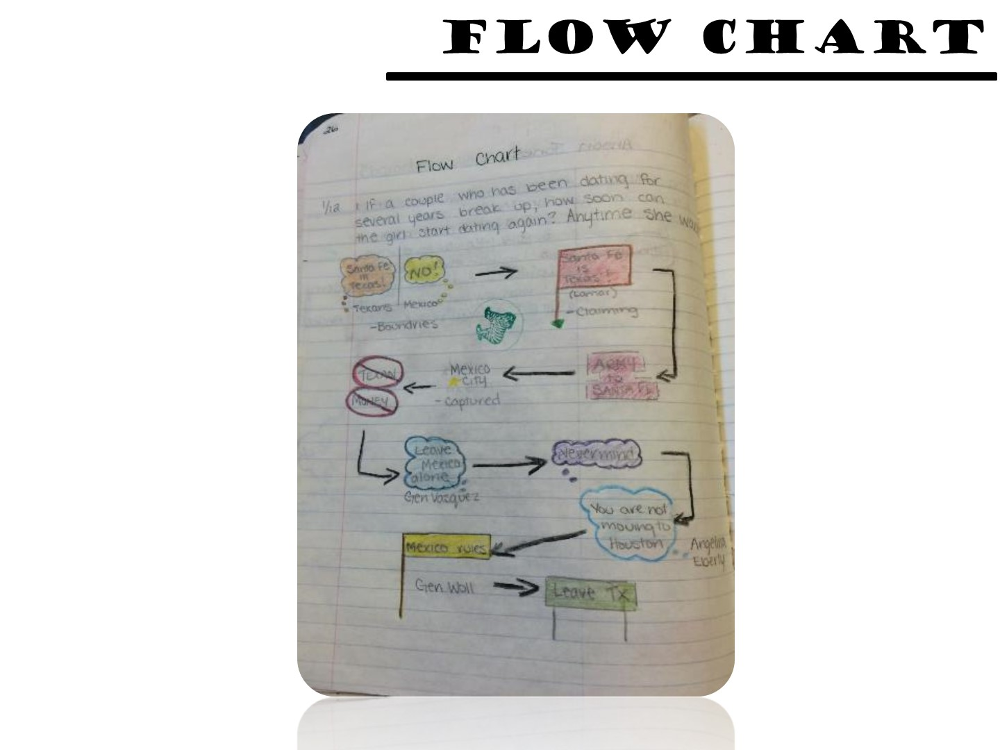 FLOW CHART
26
Flow Chart
1/12 If a couple who has been dating for
several years break up, how soon can
the girl start dating again? Anytime she
Santa Fe
in
Texas!
NO!
Texans
Mexico
-Boundries
Santa Fe
is
Texas!
(Lamar)
-Claiming
ARMY
to
SANTA FE
Mexico
City
-Captured
TEXAN
MONEY
Leave
Mexico
alone
Gen Vasquez
Nevermind
You are not
moving to
Houston
Angelina
Eberly
Mexico rules
Gen. Woll
Leave Tx